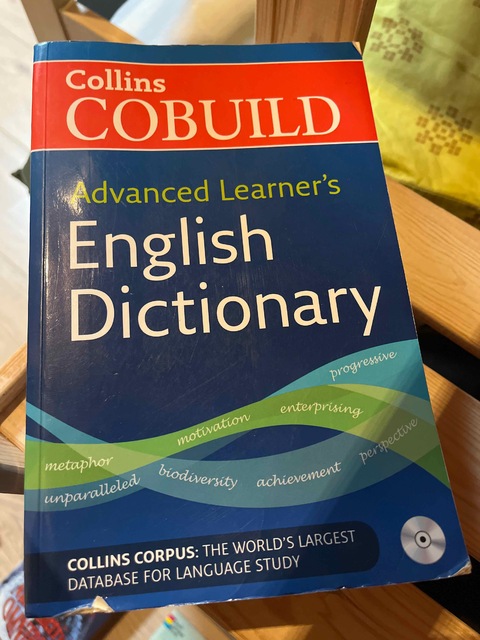 Collins
COBUILD
Advanced Learner's
English
Dictionary
progressive
motivation enterprising
metaphor
unparalleled biodiversity achievement perspective
COLLINS CORPUS: THE WORLD'S LARGEST
DATABASE FOR LANGUAGE STUDY